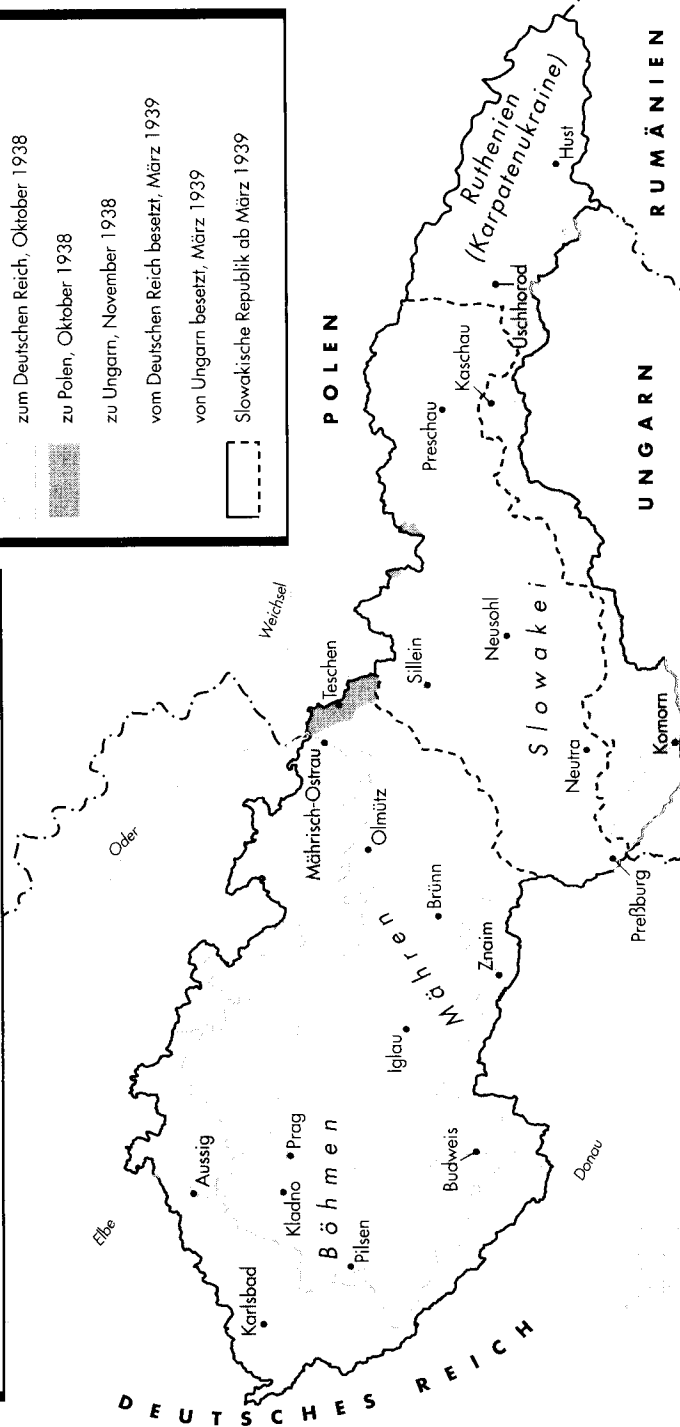 zum Deutschen Reich, Oktober 1938
zu Polen, Oktober 1938
zu Ungarn, November 1938
vom Deutschen Reich besetzt, März 1939
von Ungarn besetzt, März 1939
Slowakische Republik ab März 1939
DEUTSCHES REICH
POLEN
UNGARN
RUMÄNIEN
Elbe
Oder
Weichsel
Donau
Böhmen
Mähren
Slowakei
Ruthenien
(Karpatenukraine)
Karlsbad
Aussig
Kladno
Prag
Pilsen
Budweis
Iglau
Znaim
Brünn
Olmütz
Mährisch-Ostrau
Teschen
Sillein
Neusohl
Neutra
Preßburg
Komorn
Preschau
Kaschau
Uschhorod
Hust